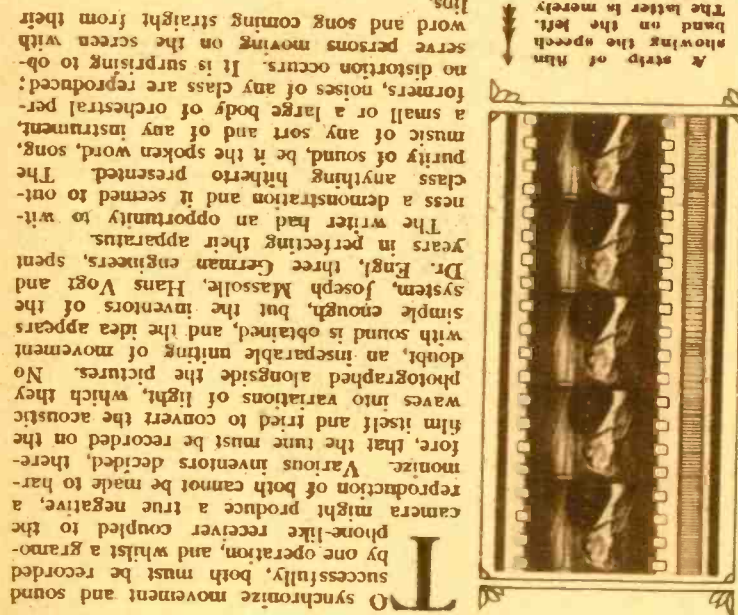 TO synchronize movement and sound
successfully, both must be recorded
by one operation, and whilst a gramo-
phone-like receiver coupled to the
camera might produce a true negative, a
reproduction of both cannot be made to har-
monize. Various inventors decided, there-
fore, that the tune must be recorded on the
film itself and tried to convert the acoustic
waves into variations of light, which they
photographed alongside the pictures. No
doubt, an inseparable uniting of movement
with sound is obtained, and the idea appears
simple enough, but the inventors of the
system, Joseph Massolle, Hans Vogt and
Dr. Engl, three German engineers, spent
years in perfecting their apparatus.
The writer had an opportunity to wit-
ness a demonstration and it seemed to out-
class anything hitherto presented. The
purity of sound, be it the spoken word, song,
music of any sort and of any instrument,
a small or a large body of orchestral per-
formers, noises of any class are reproduced;
no distortion occurs. It is surprising to ob-
serve persons moving on the screen with
word and song coming straight from their
lips.
A strip of film
showing the speech
band on the left.
The latter is merely